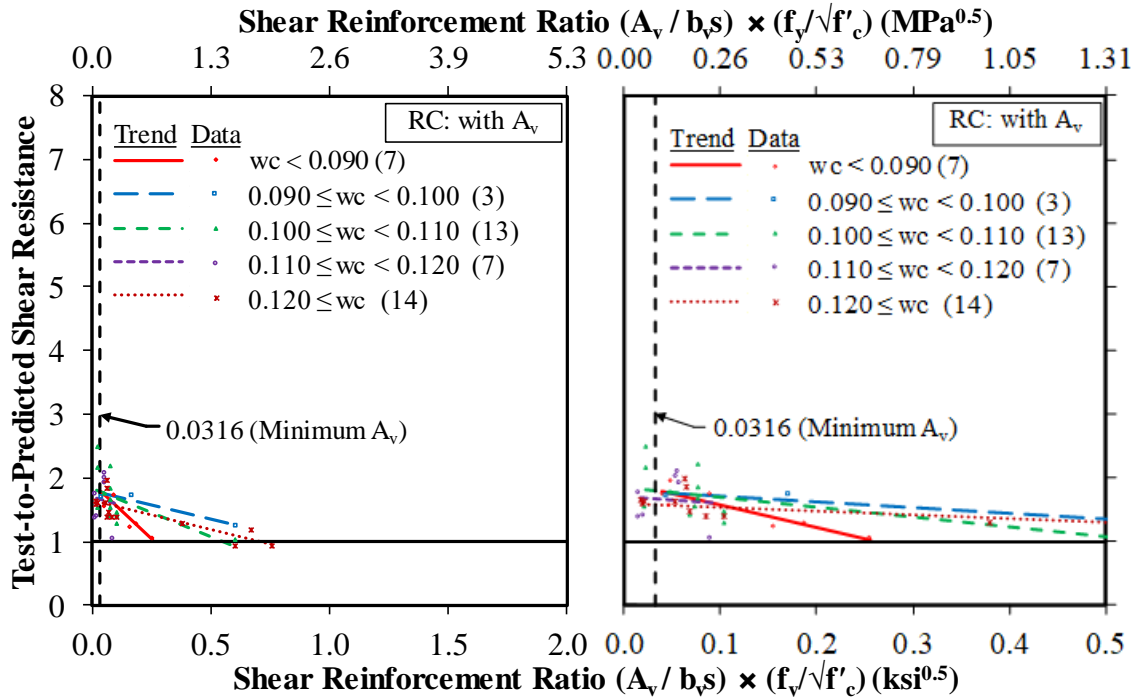 Shear Reinforcement Ratio (Aᵥ / bᵥs) × (fᵧ/√f'c) (MPa⁰·⁵)
0.0 1.3 2.6 3.9 5.3 0.00 0.26 0.53 0.79 1.05 1.31
Test-to-Predicted Shear Resistance
8
7
6
5
4
3
2
1
0
RC: with Aᵥ
Trend Data
wc < 0.090 (7)
0.090 ≤ wc < 0.100 (3)
0.100 ≤ wc < 0.110 (13)
0.110 ≤ wc < 0.120 (7)
0.120 ≤ wc (14)
0.0316 (Minimum Aᵥ)
0.0 0.5 1.0 1.5 2.0
RC: with Aᵥ
Trend Data
wc < 0.090 (7)
0.090 ≤ wc < 0.100 (3)
0.100 ≤ wc < 0.110 (13)
0.110 ≤ wc < 0.120 (7)
0.120 ≤ wc (14)
0.0316 (Minimum Aᵥ)
0.0 0.1 0.2 0.3 0.4 0.5
Shear Reinforcement Ratio (Aᵥ / bᵥs) × (fᵧ/√f'c) (ksi⁰·⁵)